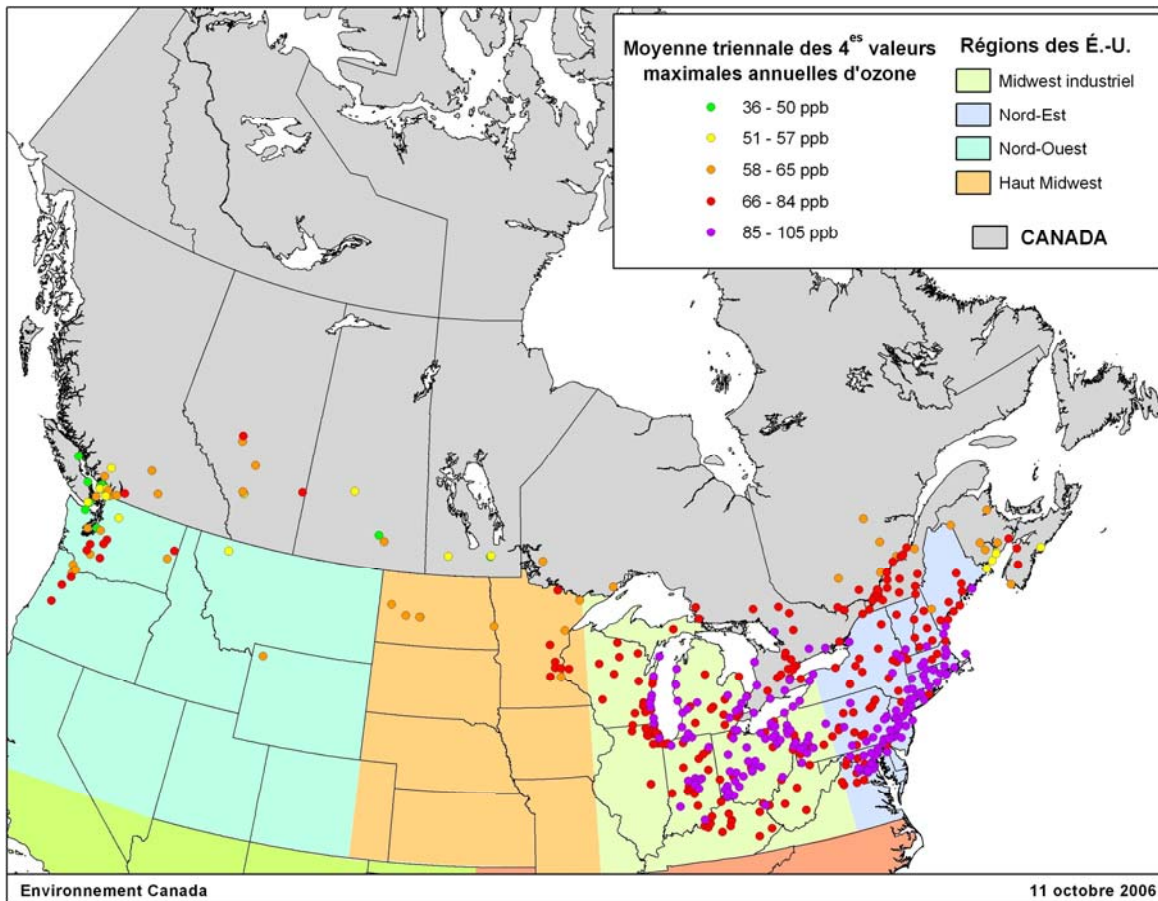 Moyenne triennale des 4es valeurs
maximales annuelles d'ozone
36 - 50 ppb
51 - 57 ppb
58 - 65 ppb
66 - 84 ppb
85 - 105 ppb
Régions des É.-U.
Midwest industriel
Nord-Est
Nord-Ouest
Haut Midwest
CANADA
Environnement Canada
11 octobre 2006